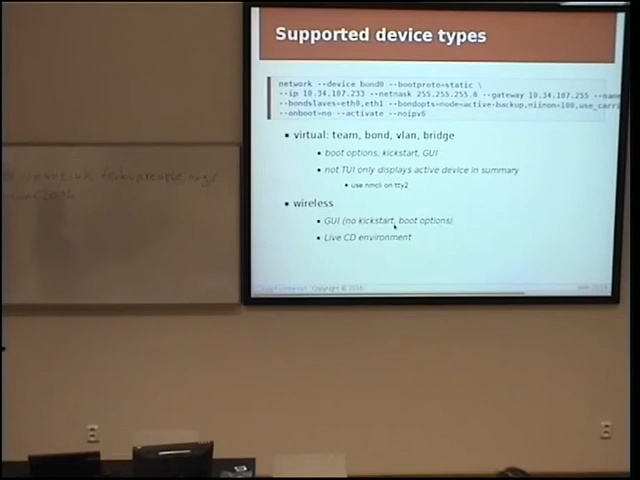 Supported device types
network --device bond0 --bootproto=static \
--ip 10.34.107.233 --netmask 255.255.255.0 --gateway 10.34.107.255
--bondslaves=eth0,eth1 --bondopts=mode=active-backup,miimon=100,use_carri
--onboot=no --activate --noipv6
▪ virtual: team, bond, vlan, bridge
• boot options, kickstart, GUI
• not TUI only displays active device in summary
• use nmcli on tty2
▪ wireless
• GUI (no kickstart, boot options)
• Live CD environment
Copyright ©